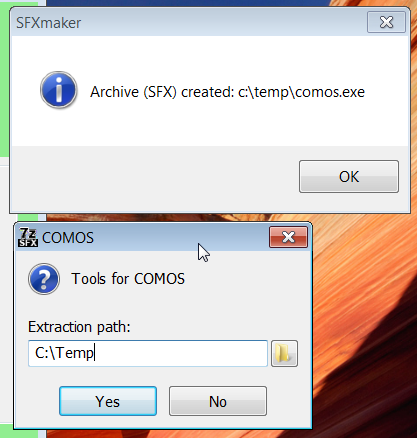 SFXmaker
Archive (SFX) created: c:\temp\comos.exe
OK
7z SFX COMOS
Tools for COMOS
Extraction path:
C:\Temp
Yes No